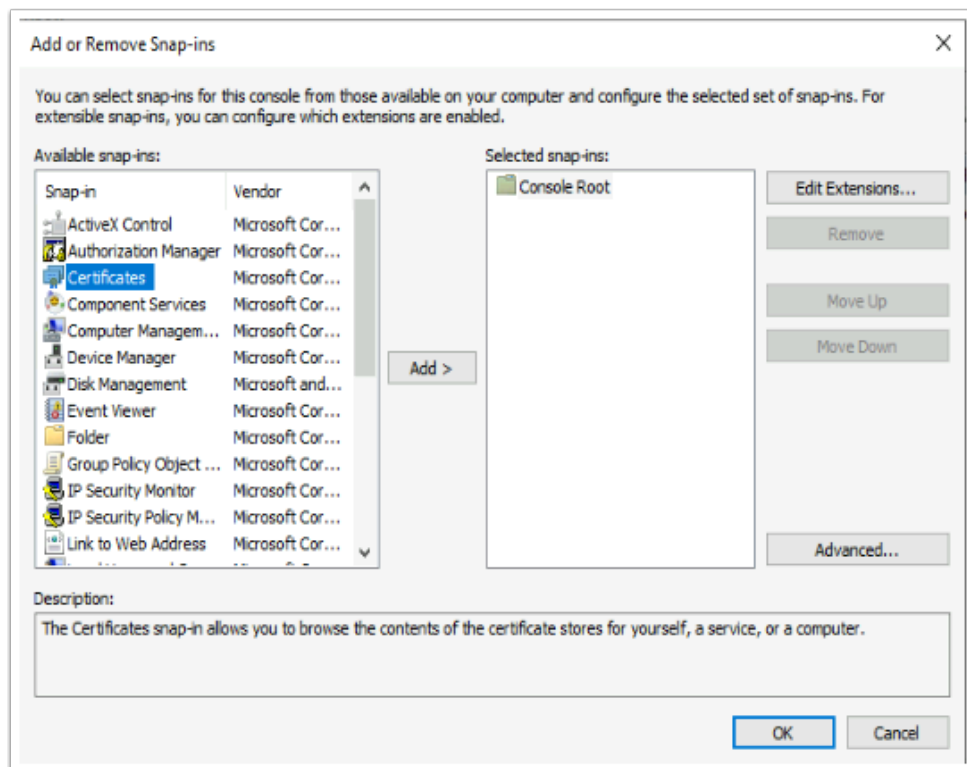 Add or Remove Snap-ins
You can select snap-ins for this console from those available on your computer and configure the selected set of snap-ins. For
extensible snap-ins, you can configure which extensions are enabled.
Available snap-ins:
Snap-in Vendor
ActiveX Control Microsoft Cor...
Authorization Manager Microsoft Cor...
Certificates Microsoft Cor...
Component Services Microsoft Cor...
Computer Managem... Microsoft Cor...
Device Manager Microsoft Cor...
Disk Management Microsoft and...
Event Viewer Microsoft Cor...
Folder Microsoft Cor...
Group Policy Object ... Microsoft Cor...
IP Security Monitor Microsoft Cor...
IP Security Policy M... Microsoft Cor...
Link to Web Address Microsoft Cor...
Add >
Selected snap-ins:
Console Root
Edit Extensions...
Remove
Move Up
Move Down
Advanced...
Description:
The Certificates snap-in allows you to browse the contents of the certificate stores for yourself, a service, or a computer.
OK
Cancel